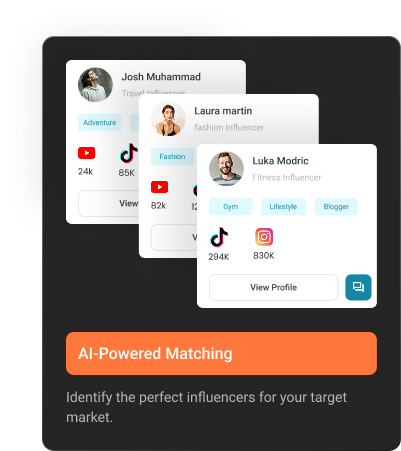 Josh Muhammad
Travel Influencer
Adventure
24k
85K
View
Laura martin
fashion Influencer
Fashion
82k
12
V
Luka Modric
Fitness Influencer
Gym
Lifestyle
Blogger
294K
830K
View Profile
AI-Powered Matching
Identify the perfect influencers for your target
market.